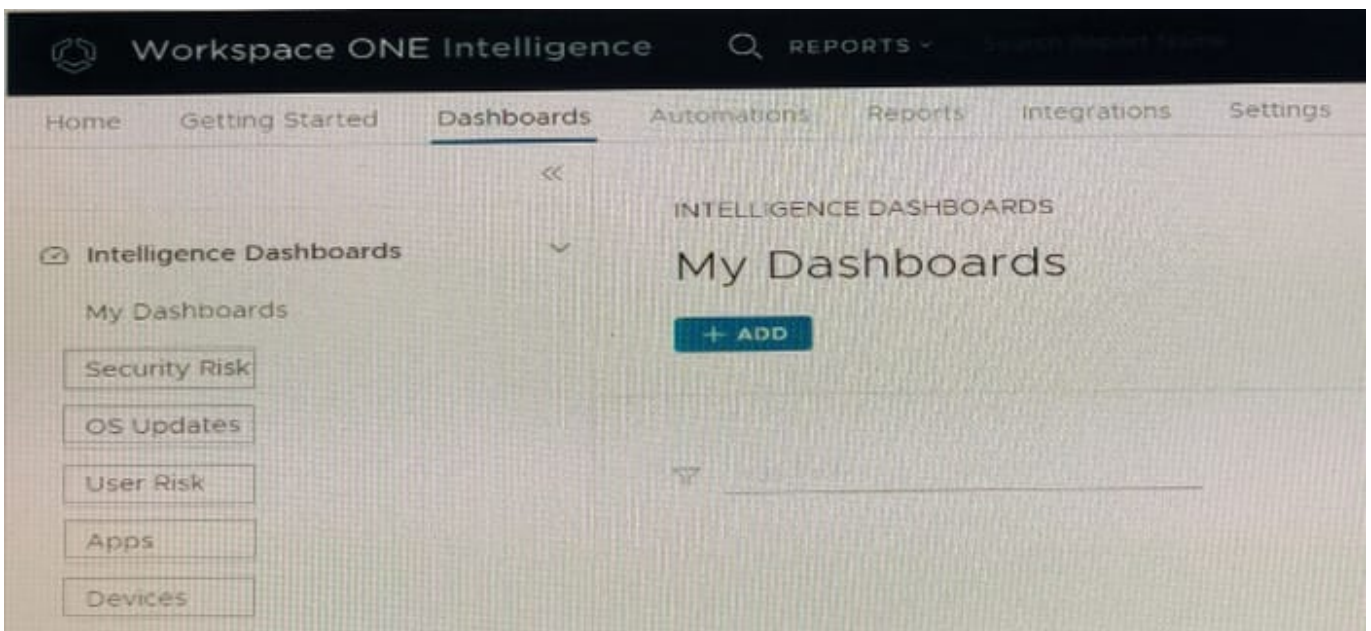 Workspace ONE Intelligence REPORTS
Home Getting Started Dashboards Automations Reports Integrations Settings
INTELLIGENCE DASHBOARDS
Intelligence Dashboards
My Dashboards
My Dashboards
+ ADD
Security Risk
OS Updates
User Risk
Apps
Devices